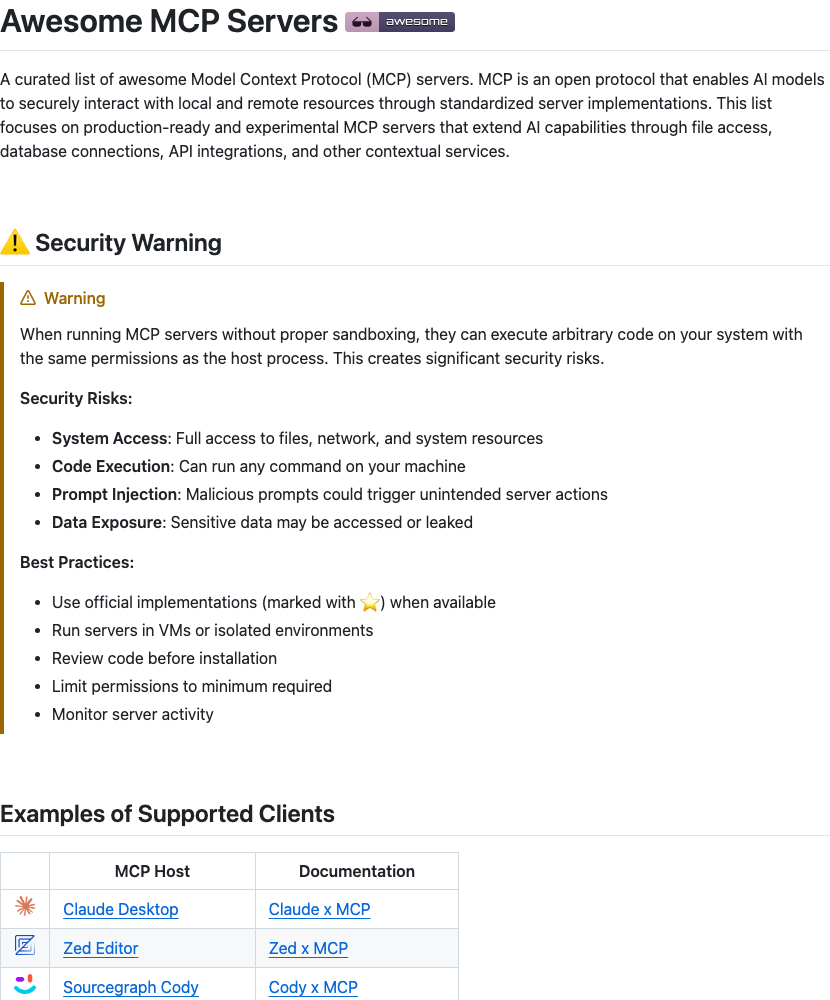 Awesome MCP Servers awesome
A curated list of awesome Model Context Protocol (MCP) servers. MCP is an open protocol that enables AI models
to securely interact with local and remote resources through standardized server implementations. This list
focuses on production-ready and experimental MCP servers that extend AI capabilities through file access,
database connections, API integrations, and other contextual services.
⚠️ Security Warning
Warning
When running MCP servers without proper sandboxing, they can execute arbitrary code on your system with
the same permissions as the host process. This creates significant security risks.
Security Risks:
• System Access: Full access to files, network, and system resources
• Code Execution: Can run any command on your machine
• Prompt Injection: Malicious prompts could trigger unintended server actions
• Data Exposure: Sensitive data may be accessed or leaked
Best Practices:
• Use official implementations (marked with ⭐) when available
• Run servers in VMs or isolated environments
• Review code before installation
• Limit permissions to minimum required
• Monitor server activity
Examples of Supported Clients
MCP Host Documentation
Claude Desktop Claude x MCP
Zed Editor Zed x MCP
Sourcegraph Cody Cody x MCP